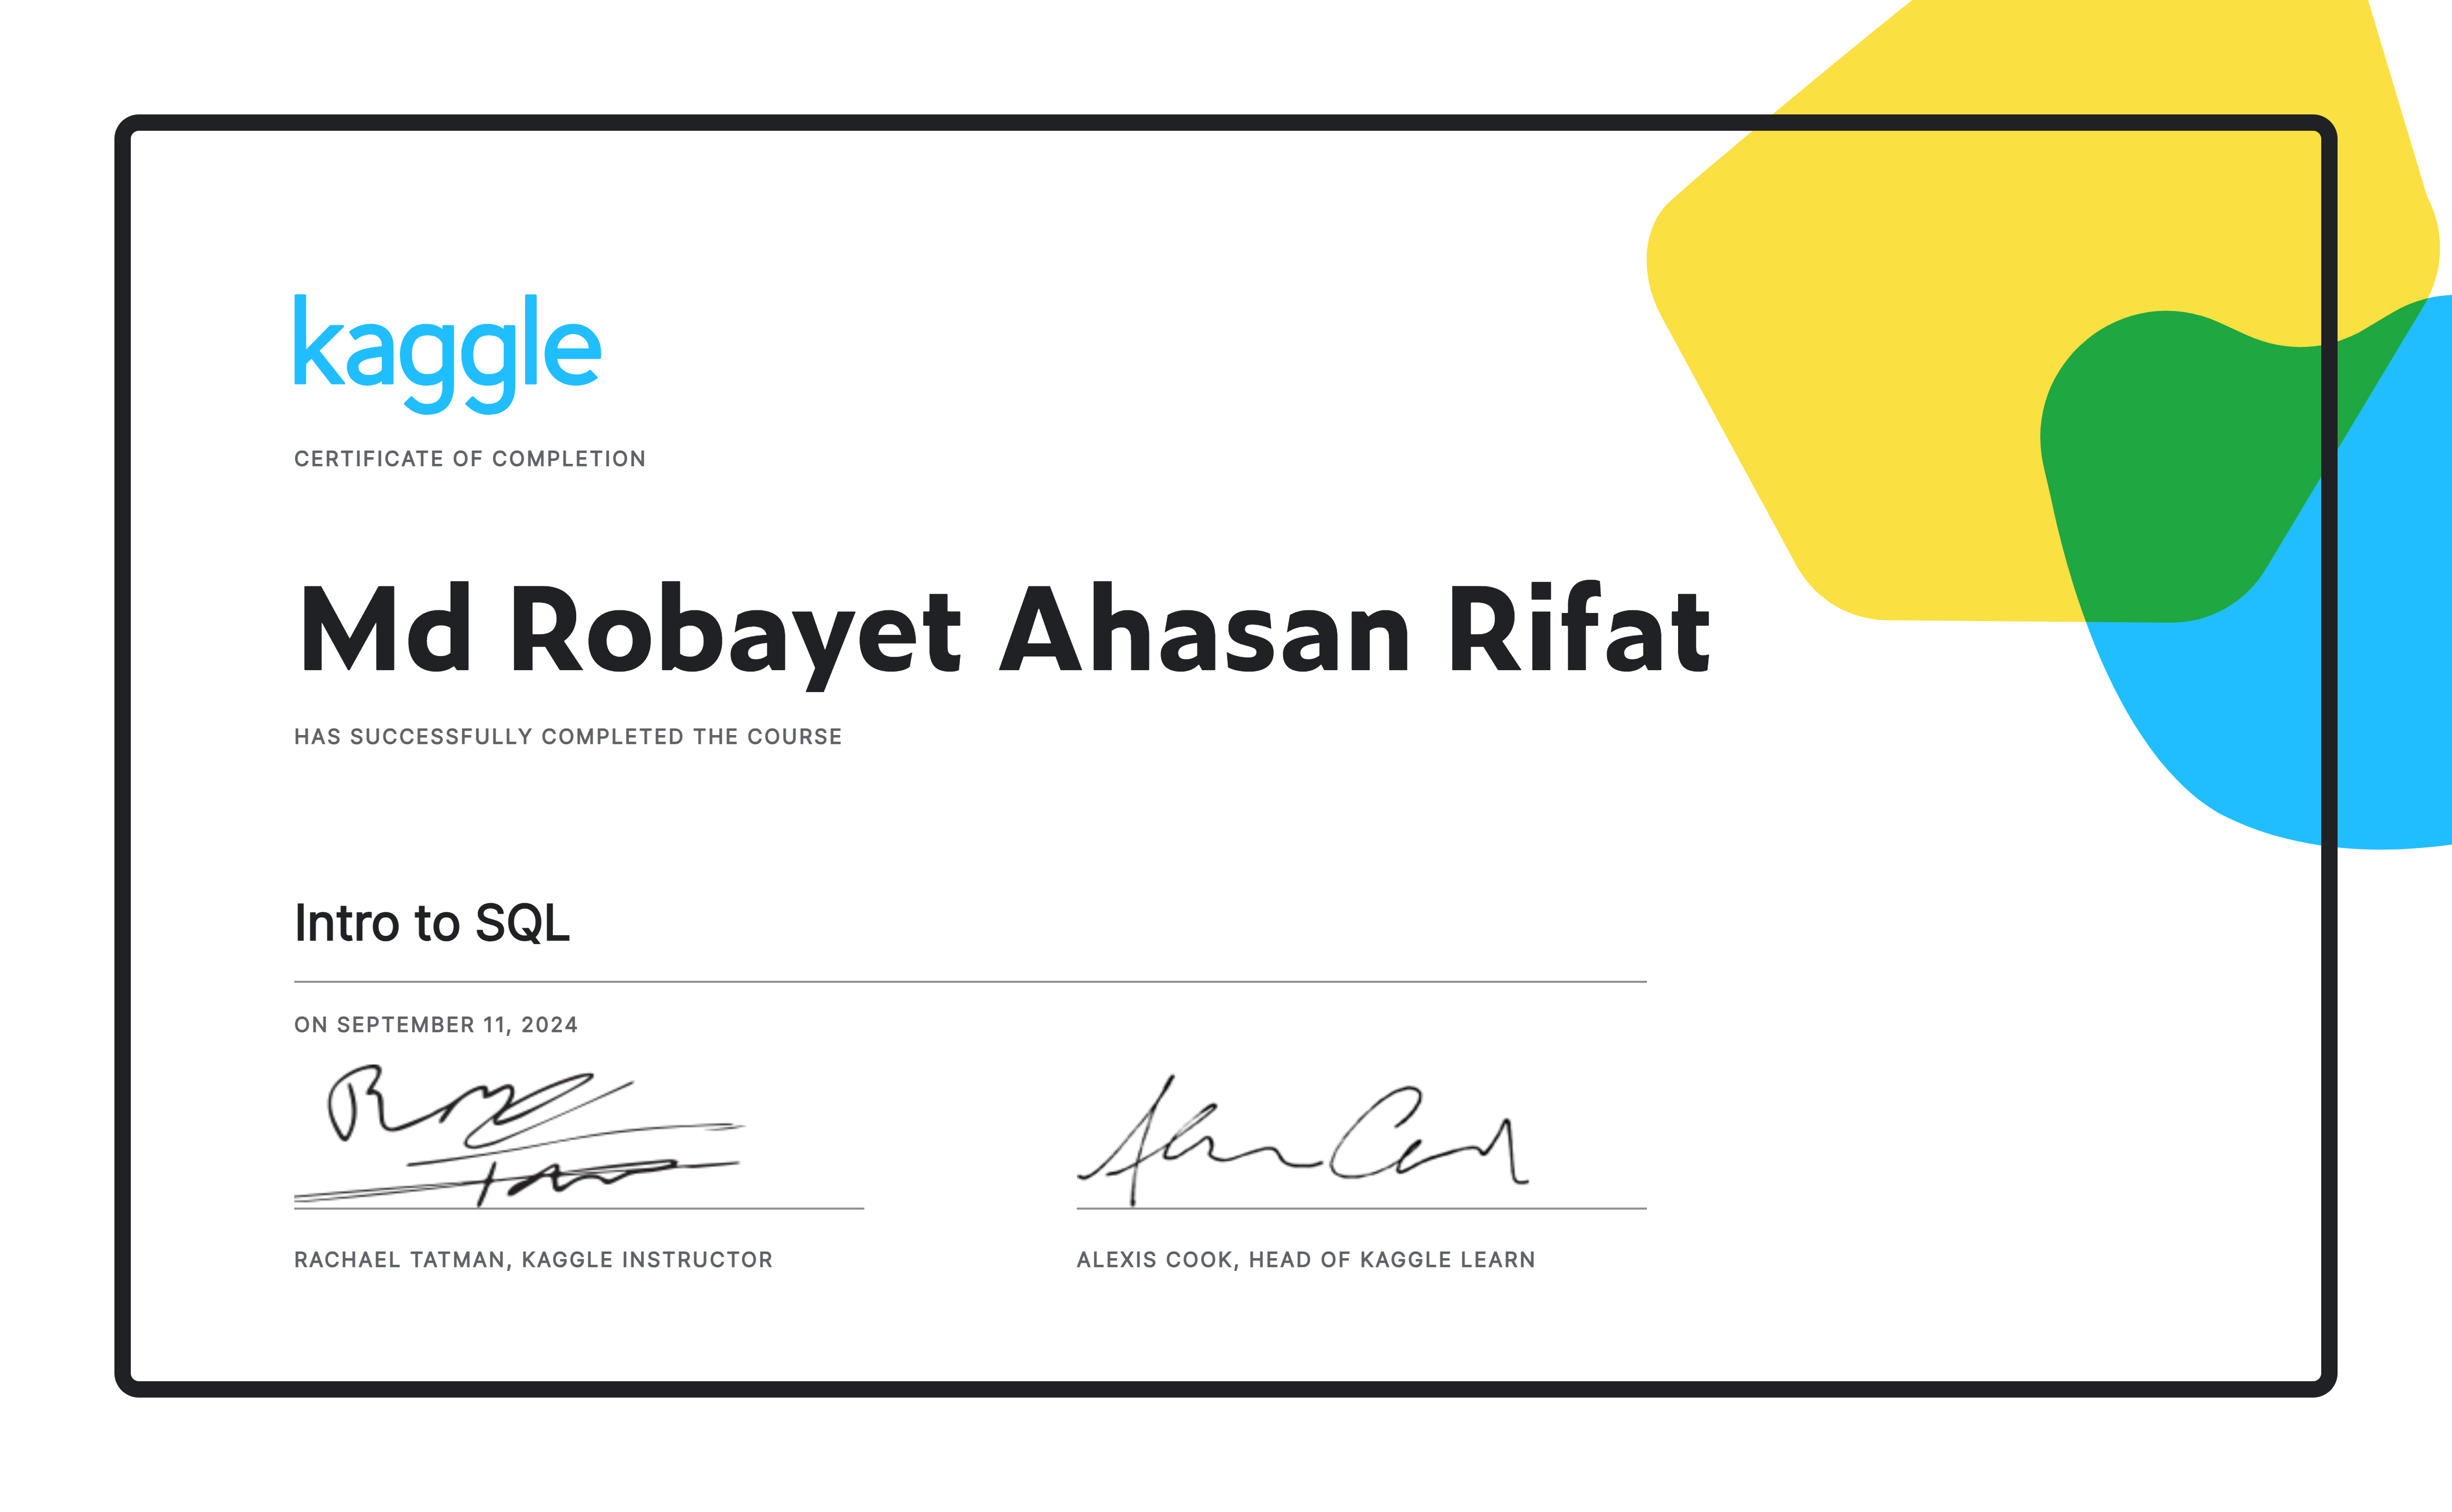 kaggle
CERTIFICATE OF COMPLETION
Md Robayet Ahasan Rifat
HAS SUCCESSFULLY COMPLETED THE COURSE
Intro to SQL
ON SEPTEMBER 11, 2024
RACHAEL TATMAN, KAGGLE INSTRUCTOR
ALEXIS COOK, HEAD OF KAGGLE LEARN